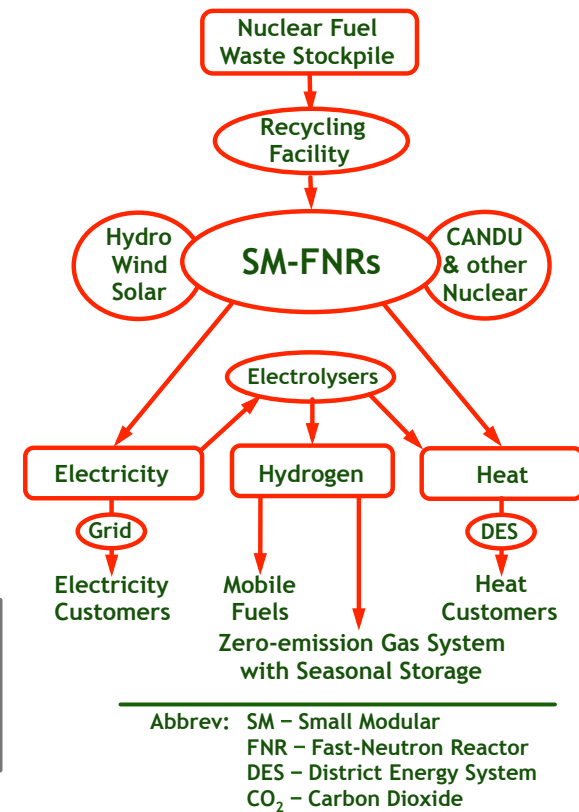 Nuclear Fuel
Waste Stockpile
Recycling
Facility
Hydro
Wind
Solar
SM-FNRs
CANDU
& other
Nuclear
Electrolysers
Electricity
Hydrogen
Heat
Grid
DES
Electricity
Customers
Mobile
Fuels
Heat
Customers
Zero-emission Gas System
with Seasonal Storage
Abbrev: SM – Small Modular
FNR – Fast-Neutron Reactor
DES – District Energy System
CO₂ – Carbon Dioxide